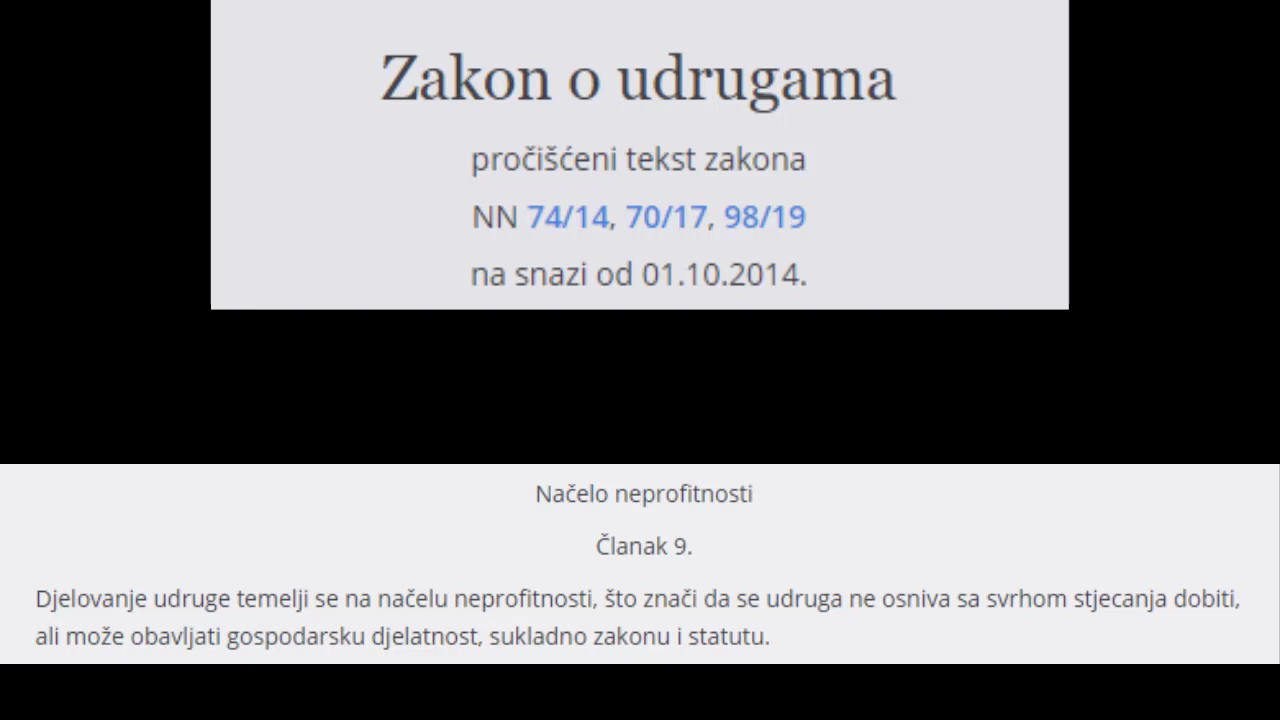 Zakon o udrugama
pročišćeni tekst zakona
NN 74/14, 70/17, 98/19
na snazi od 01.10.2014.
Načelo neprofitnosti
Članak 9.
Djelovanje udruge temelji se na načelu neprofitnosti, što znači da se udruga ne osniva sa svrhom stjecanja dobiti,
ali može obavljati gospodarsku djelatnost, sukladno zakonu i statutu.